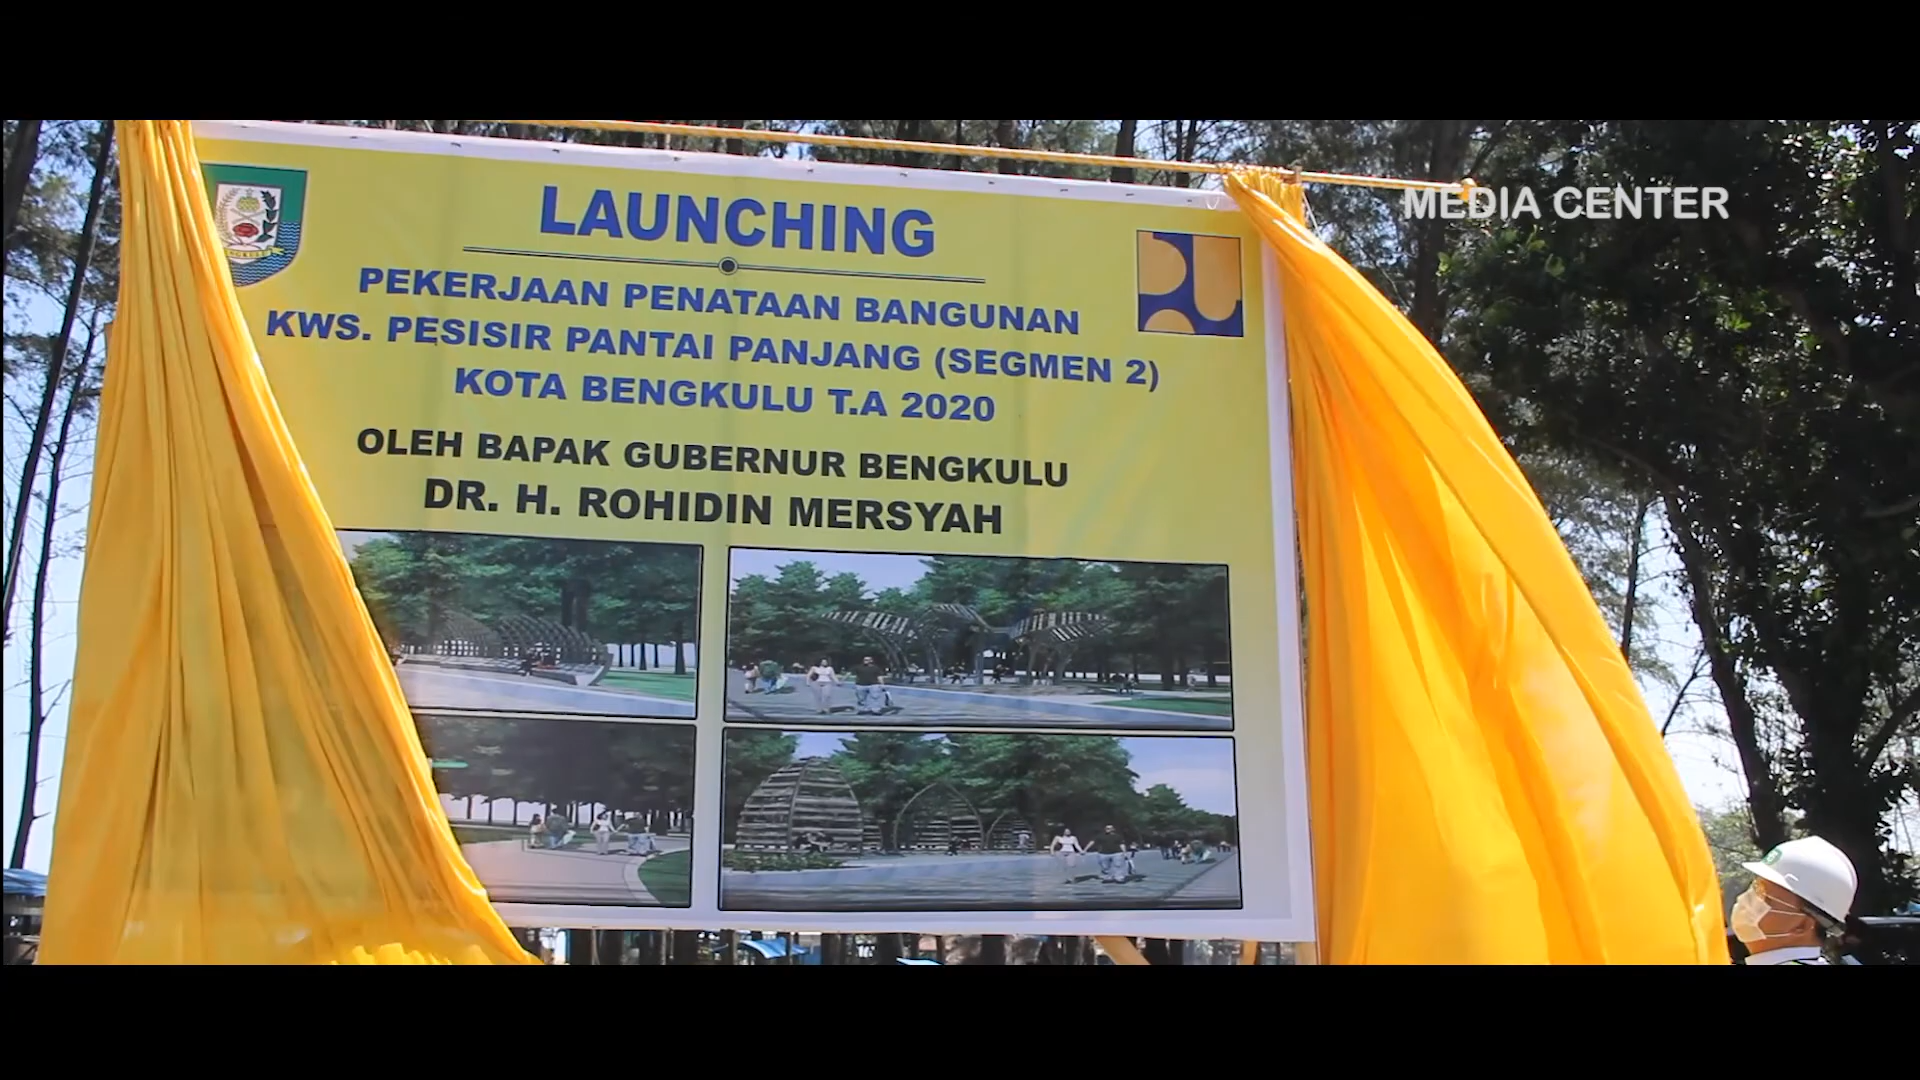 MEDIA CENTER
LAUNCHING
PEKERJAAN PENATAAN BANGUNAN
KWS. PESISIR PANTAI PANJANG (SEGMEN 2)
KOTA BENGKULU T.A 2020
OLEH BAPAK GUBERNUR BENGKULU
DR. H. ROHIDIN MERSYAH